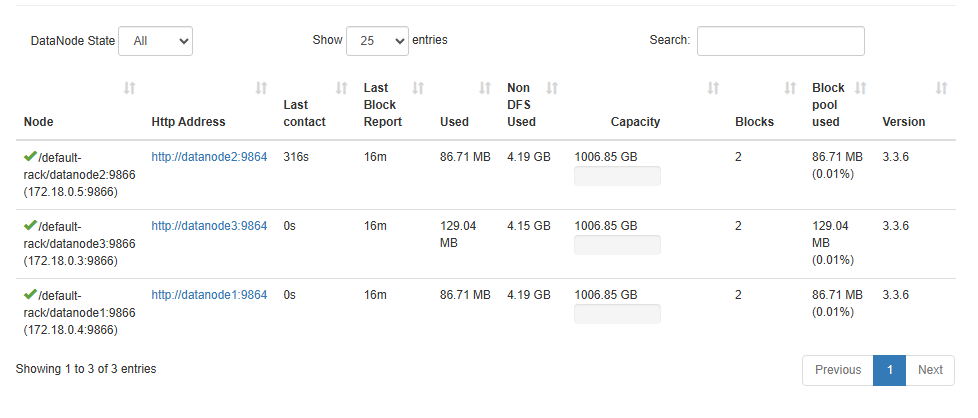 DataNode State All Show 25 entries Search:
Node Http Address Last contact Last Block Report Used Non DFS Used Capacity Blocks Block pool used Version
/default-rack/datanode2:9866 (172.18.0.5:9866) http://datanode2:9864 316s 16m 86.71 MB 4.19 GB 1006.85 GB 2 86.71 MB (0.01%) 3.3.6
/default-rack/datanode3:9866 (172.18.0.3:9866) http://datanode3:9864 0s 16m 129.04 MB 4.15 GB 1006.85 GB 2 129.04 MB (0.01%) 3.3.6
/default-rack/datanode1:9866 (172.18.0.4:9866) http://datanode1:9864 0s 16m 86.71 MB 4.19 GB 1006.85 GB 2 86.71 MB (0.01%) 3.3.6
Showing 1 to 3 of 3 entries Previous 1 Next